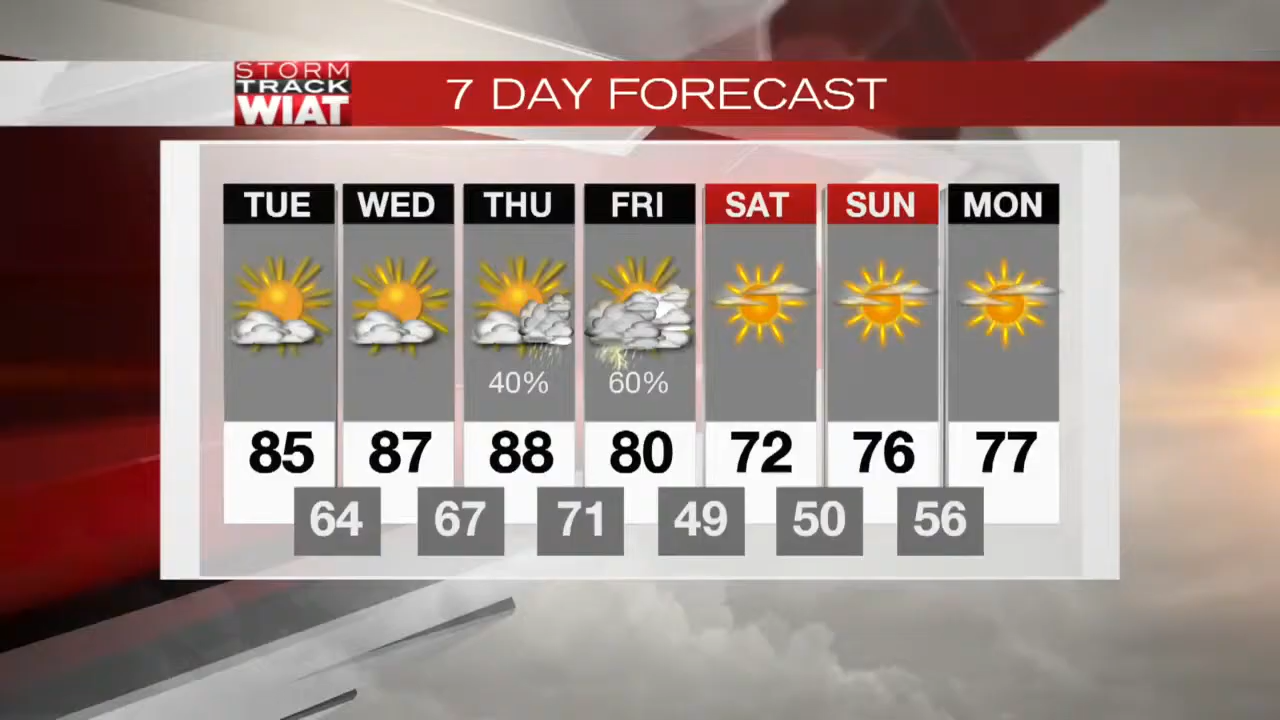 STORM
TRACK
WIAT
7 DAY FORECAST
TUE WED THU FRI SAT SUN MON
40% 60%
85 87 88 80 72 76 77
64 67 71 49 50 56